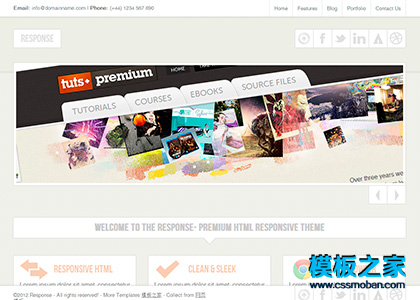 Email: info@domainname.com | Phone: (+44) 1234 567 890
Home Features Blog Portfolio Contact Us
RESPONSE
HOME
tuts+ premium
TUTORIALS COURSES EBOOKS SOURCE FILES
Over three years
WELCOME TO THE RESPONSE- PREMIUM HTML RESPONSIVE THEME
RESPONSIVE HTML
CLEAN & SLEEK
模板之家
www.cssmoban.com
Lorem ipsum dolor sit amet, consectetur
Lorem ipsum dolor sit amet, consectetur
©2012 Response - All rights reserved! - More Templates 模板之家 - Collect from 网页